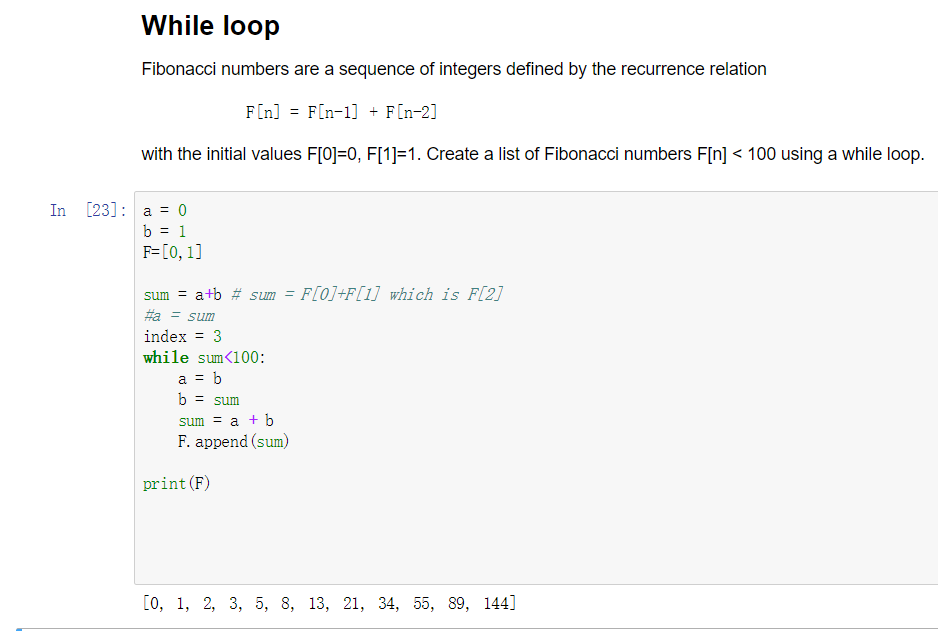 While loop
Fibonacci numbers are a sequence of integers defined by the recurrence relation
F[n] = F[n-1] + F[n-2]
with the initial values F[0]=0, F[1]=1. Create a list of Fibonacci numbers F[n] < 100 using a while loop.
In [23]:
a = 0
b = 1
F=[0,1]
sum = a+b # sum = F[0]+F[1] which is F[2]
#a = sum
index = 3
while sum<100:
a = b
b = sum
sum = a + b
F.append(sum)
print(F)
[0, 1, 2, 3, 5, 8, 13, 21, 34, 55, 89, 144]